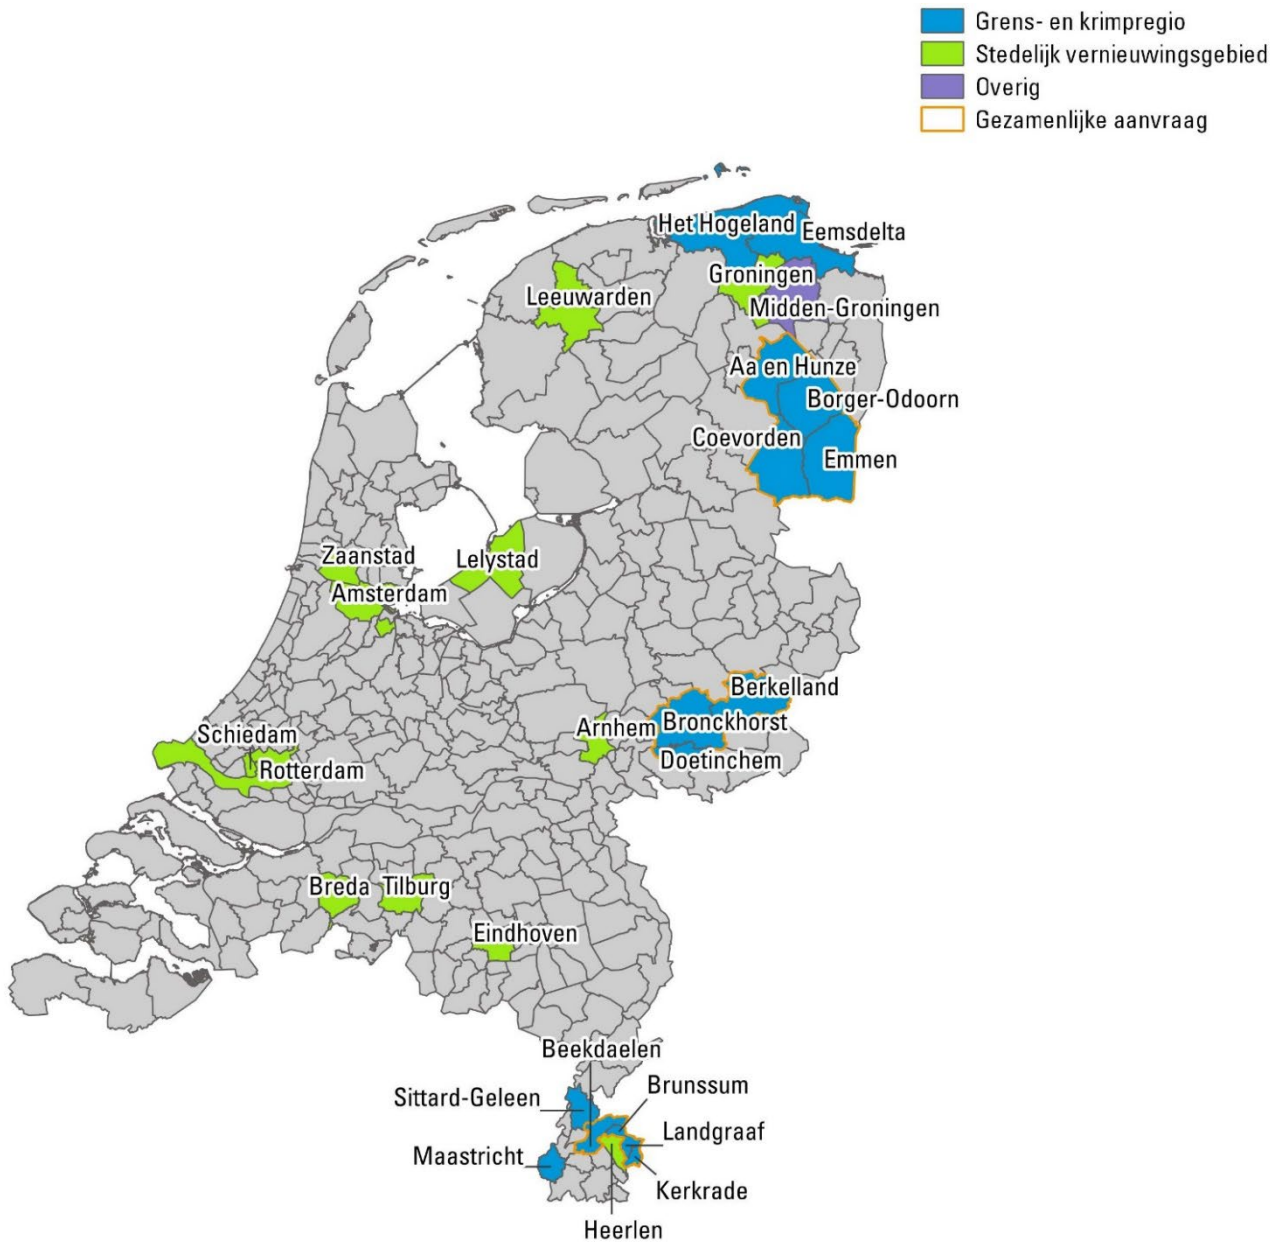 Grens- en krimpregio
Stedelijk vernieuwingsgebied
Overig
Gezamenlijke aanvraag
Het Hogeland
Eemsdelta
Groningen
Leeuwarden
Midden-Groningen
Aa en Hunze
Borger-Odoorn
Coevorden
Emmen
Zaanstad
Lelystad
Amsterdam
Berkelland
Bronckhorst
Arnhem
Schiedam
Doetinchem
Rotterdam
Breda
Tilburg
Eindhoven
Beekdaelen
Brunssum
Sittard-Geleen
Landgraaf
Maastricht
Kerkrade
Heerlen